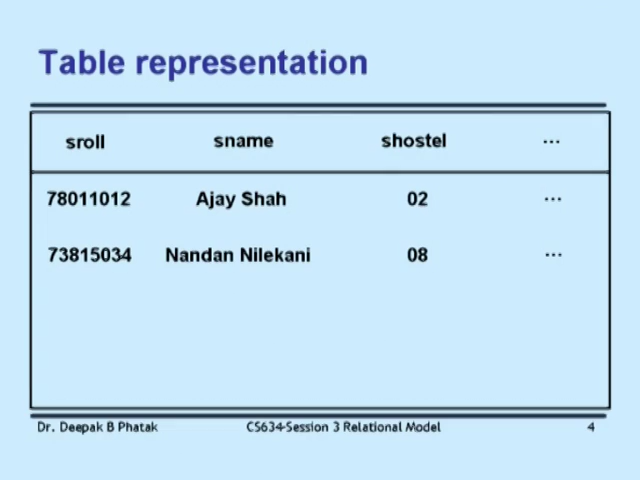 Table representation
sroll sname shostel ...
78011012 Ajay Shah 02 ...
73815034 Nandan Nilekani 08 ...
Dr. Deepak B Phatak CS634-Session 3 Relational Model 4